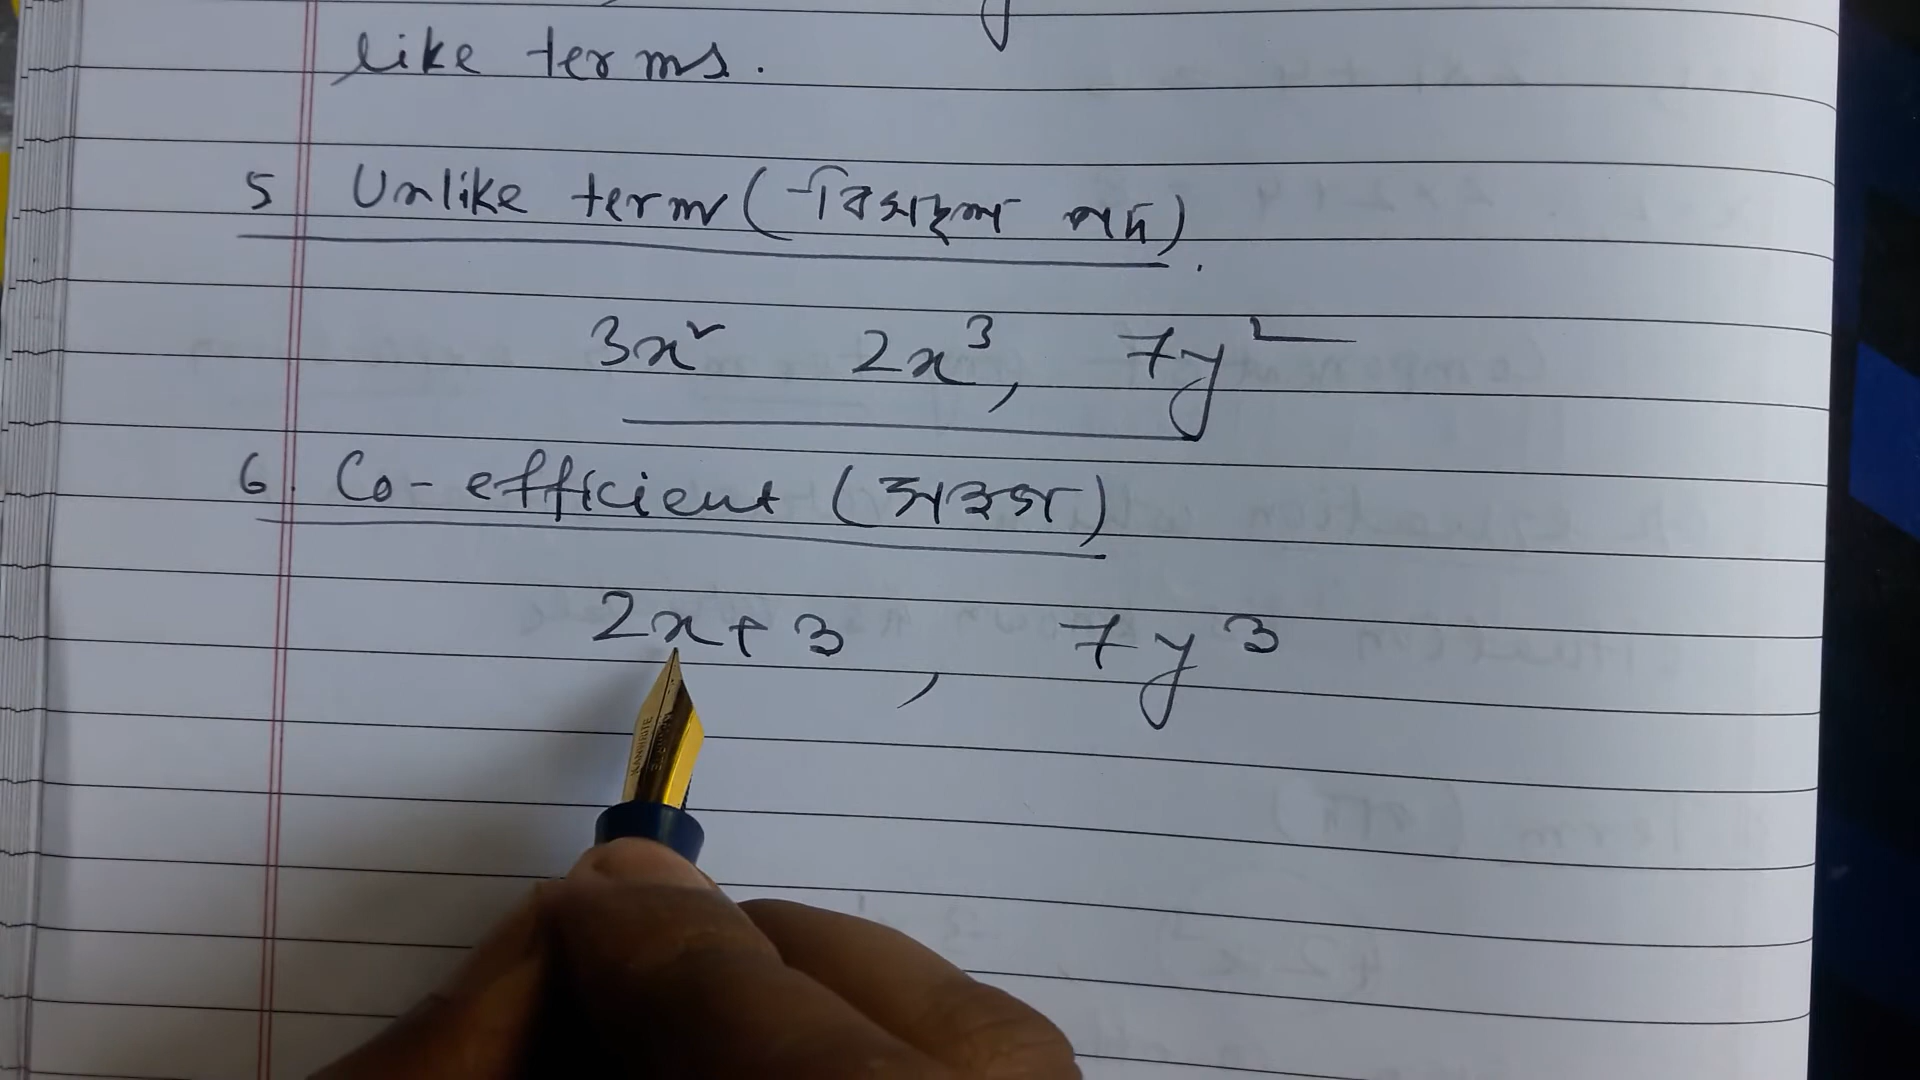 like terms.
5 Unlike term (বিসদৃশ পদ).
3x² 2x³, 7y²
6. Co-efficient (সহগ)
2x+3, 7y³